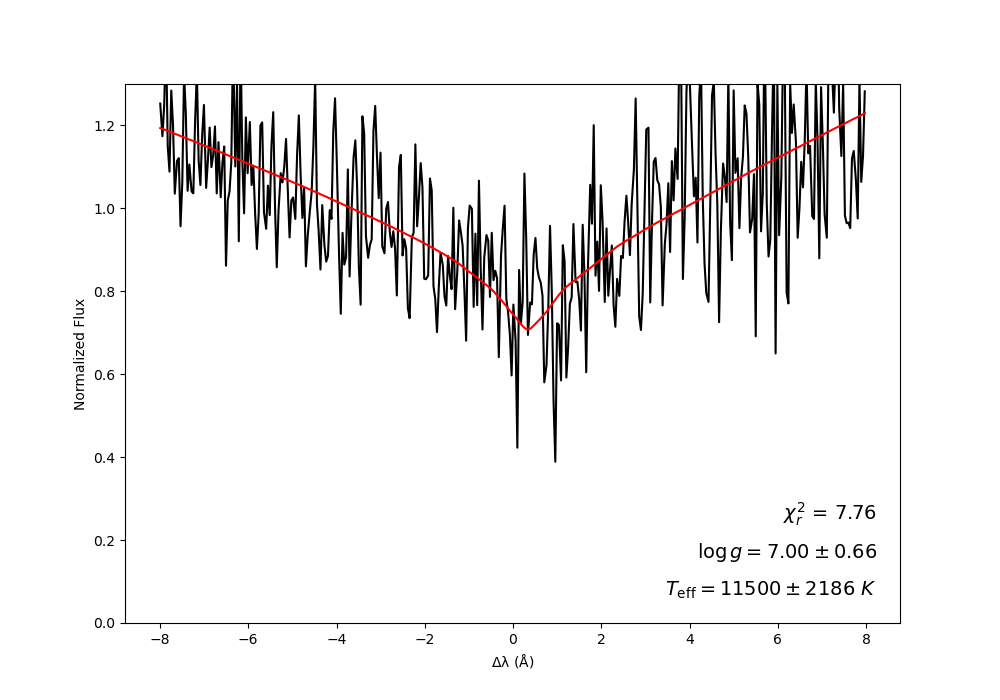 1.2
1.0
0.8
0.6
0.4
0.2
0.0
Normalized Flux
χ²ᵣ = 7.76
log g = 7.00 ± 0.66
T_eff = 11500 ± 2186 K
−8 −6 −4 −2 0 2 4 6 8
Δλ (Å)